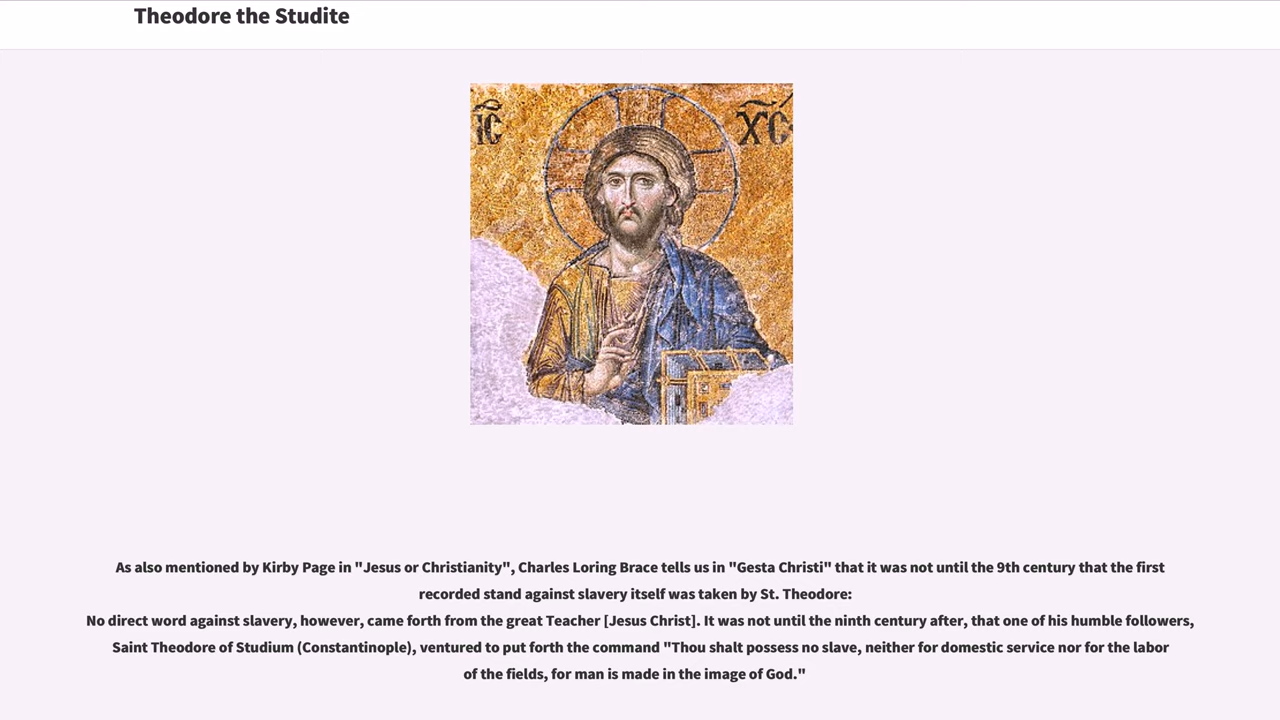 Theodore the Studite
IC XC
As also mentioned by Kirby Page in "Jesus or Christianity", Charles Loring Brace tells us in "Gesta Christi" that it was not until the 9th century that the first
recorded stand against slavery itself was taken by St. Theodore:
No direct word against slavery, however, came forth from the great Teacher [Jesus Christ]. It was not until the ninth century after, that one of his humble followers,
Saint Theodore of Studium (Constantinople), ventured to put forth the command "Thou shalt possess no slave, neither for domestic service nor for the labor
of the fields, for man is made in the image of God."